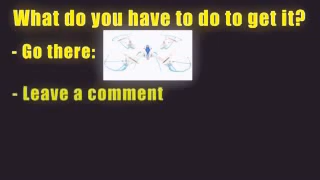 What do you have to do to get it?
- Go there:
- Leave a comment